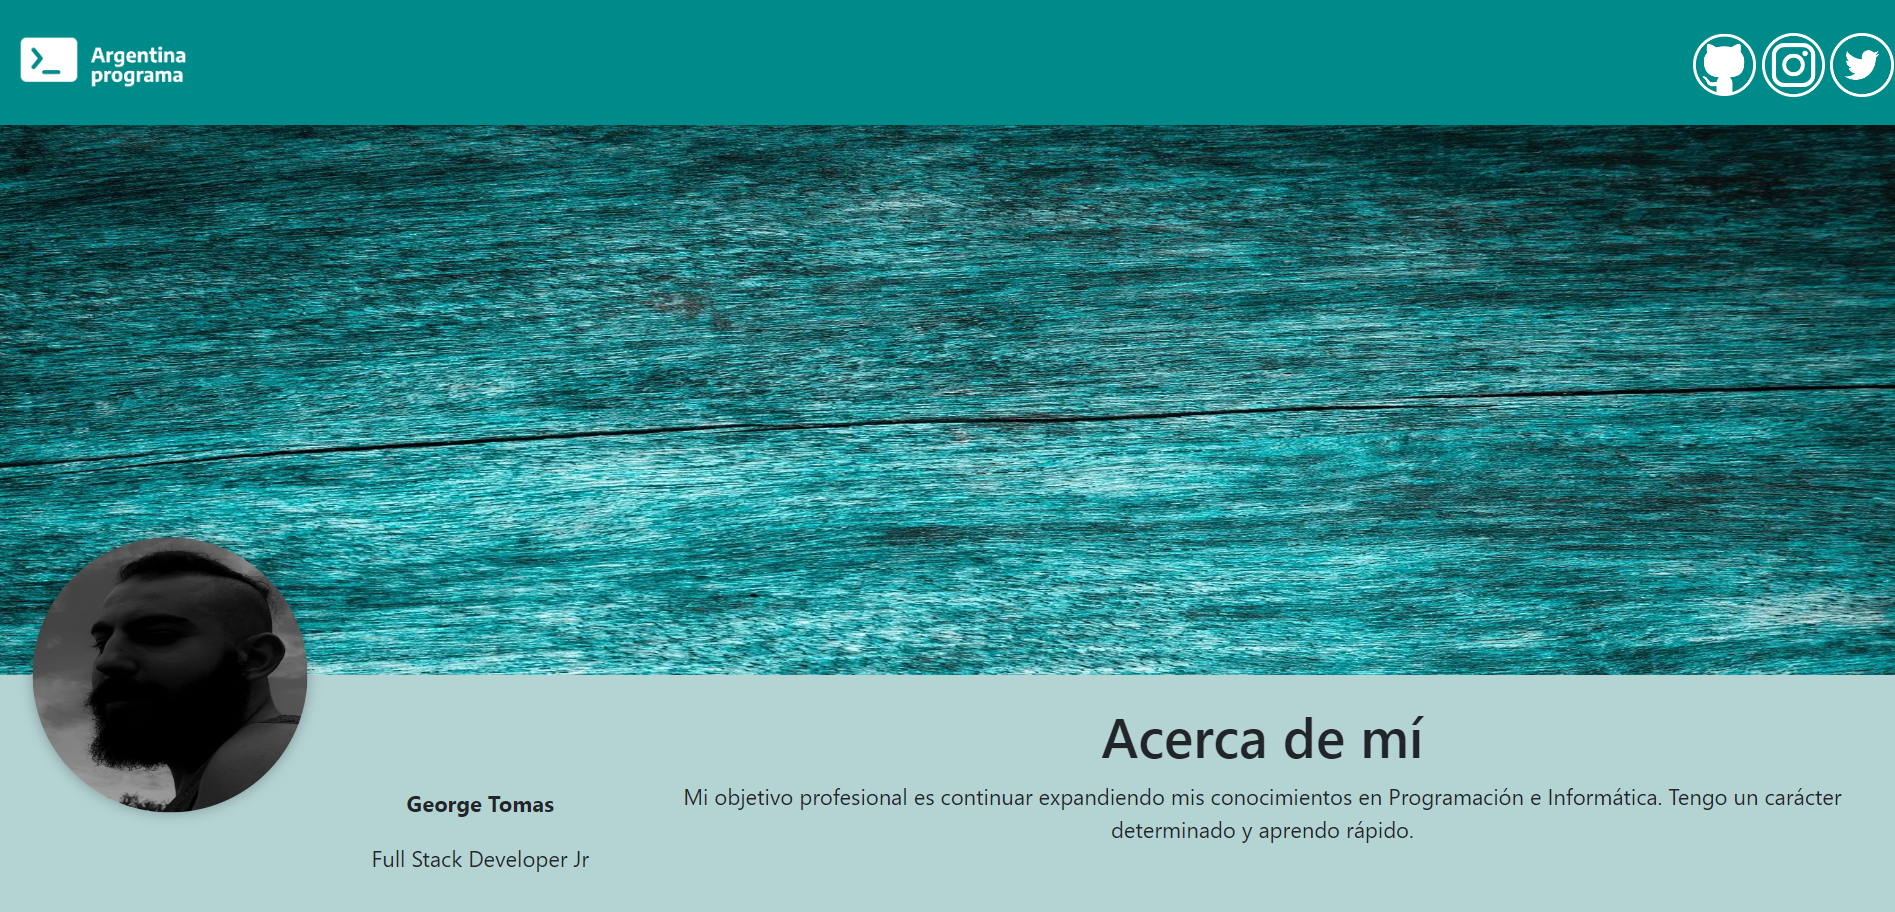 Argentina
programa
Acerca de mí
Mi objetivo profesional es continuar expandiendo mis conocimientos en Programación e Informática. Tengo un carácter
determinado y aprendo rápido.
George Tomas
Full Stack Developer Jr